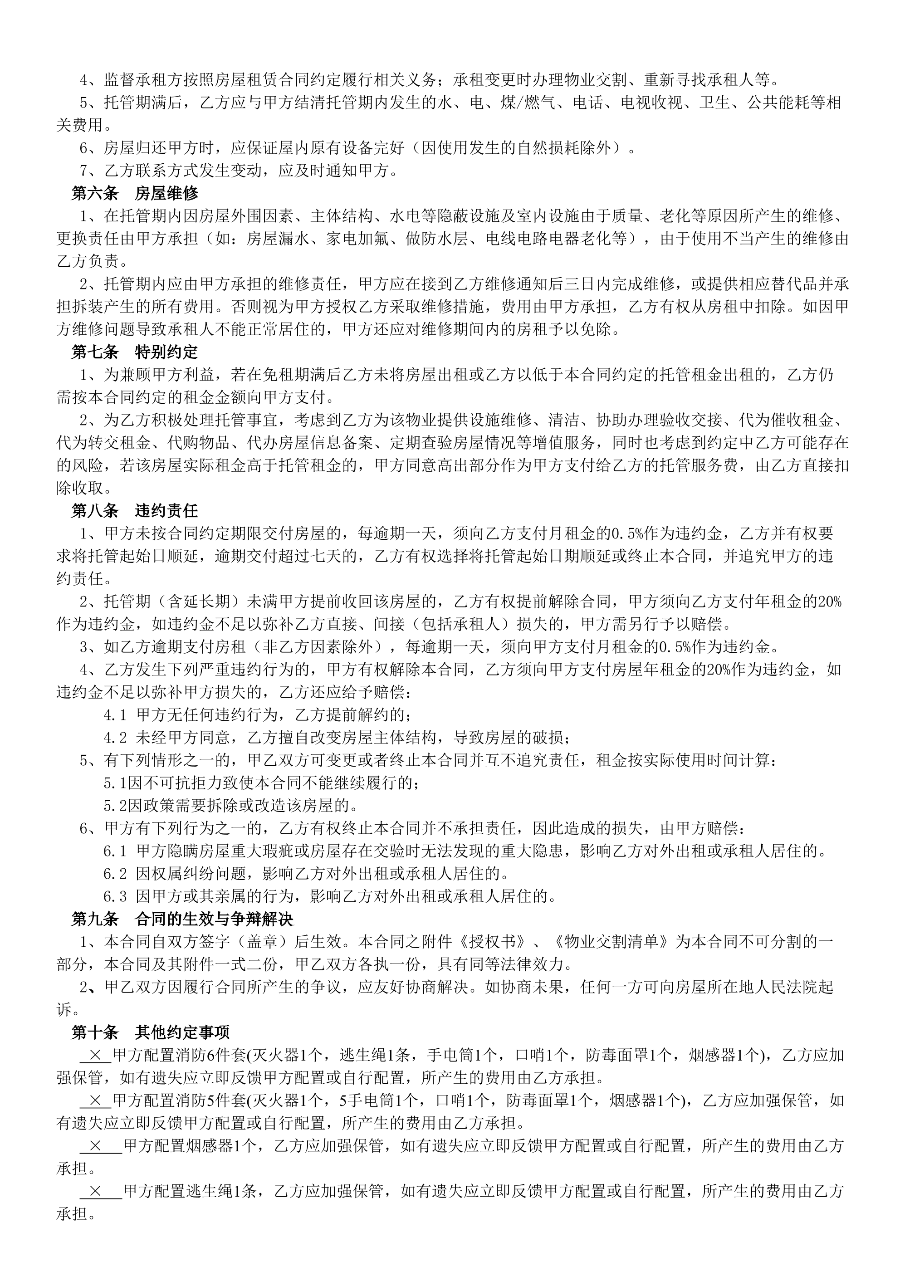 4、监督承租方按照房屋租赁合同约定履行相关义务；承租变更时办理物业交割、重新寻找承租人等。
5、托管期满后，乙方应与甲方结清托管期内发生的水、电、煤/燃气、电话、电视收视、卫生、公共能耗等相
关费用。
6、房屋归还甲方时，应保证屋内原有设备完好（因使用发生的自然损耗除外）。
7、乙方联系方式发生变动，应及时通知甲方。
第六条 房屋维修
1、在托管期内因房屋外围因素、主体结构、水电等隐蔽设施及室内设施由于质量、老化等原因所产生的维修、
更换责任由甲方承担（如：房屋漏水、家电加氟、做防水层、电线电路电器老化等），由于使用不当产生的维修由
乙方负责。
2、托管期内应由甲方承担的维修责任，甲方应在接到乙方维修通知后三日内完成维修，或提供相应替代品并承
担拆装产生的所有费用。否则视为甲方授权乙方采取维修措施，费用由甲方承担，乙方有权从房租中扣除。如因甲
方维修问题导致承租人不能正常居住的，甲方还应对维修期间内的房租予以免除。
第七条 特别约定
1、为兼顾甲方利益，若在免租期满后乙方未将房屋出租或乙方以低于本合同约定的托管租金出租的，乙方仍
需按本合同约定的租金金额向甲方支付。
2、为乙方积极处理托管事宜，考虑到乙方为该物业提供设施维修、清洁、协助办理验收交接、代为催收租金、
代为转交租金、代购物品、代办房屋信息备案、定期查验房屋情况等增值服务，同时也考虑到约定中乙方可能存在
的风险，若该房屋实际租金高于托管租金的，甲方同意高出部分作为甲方支付给乙方的托管服务费，由乙方直接扣
除收取。
第八条 违约责任
1、甲方未按合同约定期限交付房屋的，每逾期一天，须向乙方支付月租金的0.5%作为违约金，乙方并有权要
求将托管起始日顺延，逾期交付超过七天的，乙方有权选择将托管起始日期顺延或终止本合同，并追究甲方的违
约责任。
2、托管期（含延长期）未满甲方提前收回该房屋的，乙方有权提前解除合同，甲方须向乙方支付年租金的20%
作为违约金，如违约金不足以弥补乙方直接、间接（包括承租人）损失的，甲方需另行予以赔偿。
3、如乙方逾期支付房租（非乙方因素除外），每逾期一天，须向甲方支付月租金的0.5%作为违约金。
4、乙方发生下列严重违约行为的，甲方有权解除本合同，乙方须向甲方支付房屋年租金的20%作为违约金，如
违约金不足以弥补甲方损失的，乙方还应给予赔偿；
4.1 甲方无任何违约行为，乙方提前解约的；
4.2 未经甲方同意，乙方擅自改变房屋主体结构，导致房屋的破损；
5、有下列情形之一的，甲乙双方可变更或者终止本合同并互不追究责任，租金按实际使用时间计算：
5.1因不可抗拒力致使本合同不能继续履行的；
5.2因政策需要拆除或改造该房屋的。
6、甲方有下列行为之一的，乙方有权终止本合同并不承担责任，因此造成的损失，由甲方赔偿：
6.1 甲方隐瞒房屋重大瑕疵或房屋存在交验时无法发现的重大隐患，影响乙方对外出租或承租人居住的。
6.2 因权属纠纷问题，影响乙方对外出租或承租人居住的。
6.3 因甲方或其亲属的行为，影响乙方对外出租或承租人居住的。
第九条 合同的生效与争辩解决
1、本合同自双方签字（盖章）后生效。本合同之附件《授权书》、《物业交割清单》为本合同不可分割的一
部分，本合同及其附件一式二份，甲乙双方各执一份，具有同等法律效力。
2、甲乙双方因履行合同所产生的争议，应友好协商解决。如协商未果，任何一方可向房屋所在地人民法院起
诉。
第十条 其他约定事项
× 甲方配置消防6件套(灭火器1个，逃生绳1条，手电筒1个，口哨1个，防毒面罩1个，烟感器1个)，乙方应加
强保管，如有遗失应立即反馈甲方配置或自行配置，所产生的费用由乙方承担。
× 甲方配置消防5件套(灭火器1个，5手电筒1个，口哨1个，防毒面罩1个，烟感器1个)，乙方应加强保管，如
有遗失应立即反馈甲方配置或自行配置，所产生的费用由乙方承担。
× 甲方配置烟感器1个，乙方应加强保管，如有遗失应立即反馈甲方配置或自行配置，所产生的费用由乙方
承担。
× 甲方配置逃生绳1条，乙方应加强保管，如有遗失应立即反馈甲方配置或自行配置，所产生的费用由乙方
承担。